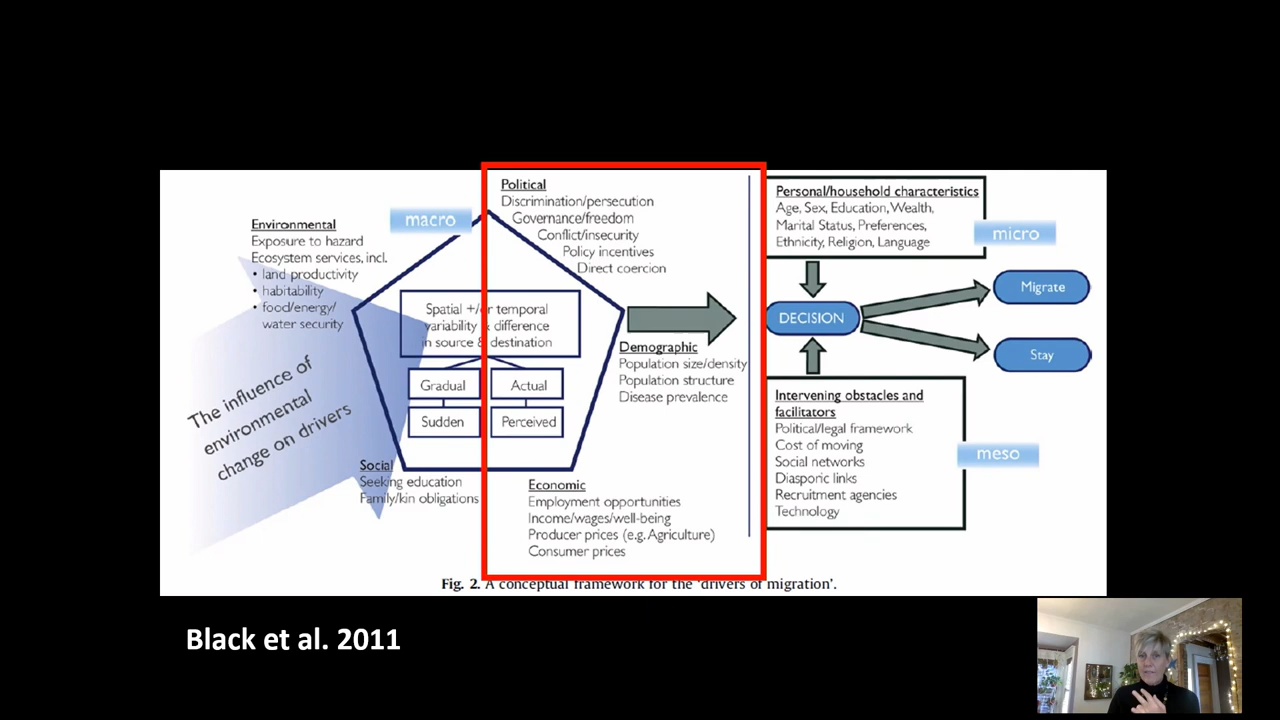 Environmental
Exposure to hazard
Ecosystem services, incl.
• land productivity
• habitability
• food/energy/
water security
macro
Political
Discrimination/persecution
Governance/freedom
Conflict/insecurity
Policy incentives
Direct coercion
Spatial +/or temporal
variability & difference
in source & destination
Gradual
Actual
Sudden
Perceived
The influence of
environmental
change on drivers
Social
Seeking education
Family/kin obligations
Demographic
Population size/density
Population structure
Disease prevalence
Economic
Employment opportunities
Income/wages/well-being
Producer prices (e.g. Agriculture)
Consumer prices
Personal/household characteristics
Age, Sex, Education, Wealth,
Marital Status, Preferences,
Ethnicity, Religion, Language
micro
DECISION
Migrate
Stay
Intervening obstacles and
facilitators
Political/legal framework
Cost of moving
Social networks
Diasporic links
Recruitment agencies
Technology
meso
Fig. 2. A conceptual framework for the 'drivers of migration'.
Black et al. 2011